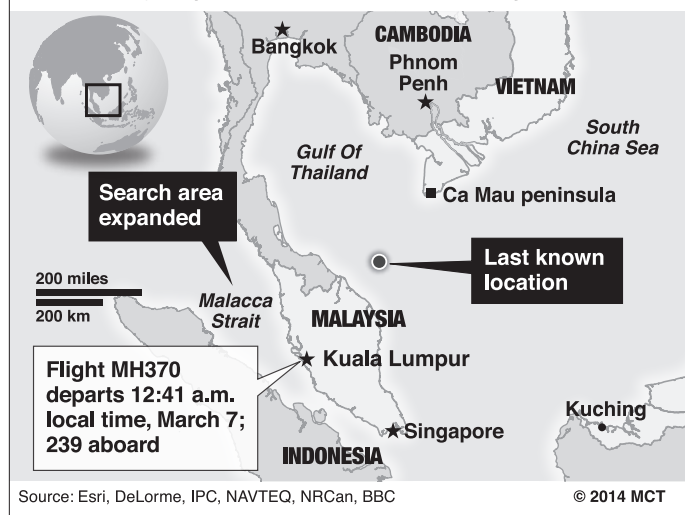 Bangkok
CAMBODIA
Phnom
Penh
VIETNAM
South
China Sea
Gulf Of
Thailand
Search area
expanded
Ca Mau peninsula
Last known
location
200 miles
200 km
Malacca
Strait
MALAYSIA
Kuala Lumpur
Flight MH370
departs 12:41 a.m.
local time, March 7;
239 aboard
Kuching
Singapore
INDONESIA
Source: Esri, DeLorme, IPC, NAVTEQ, NRCan, BBC
© 2014 MCT